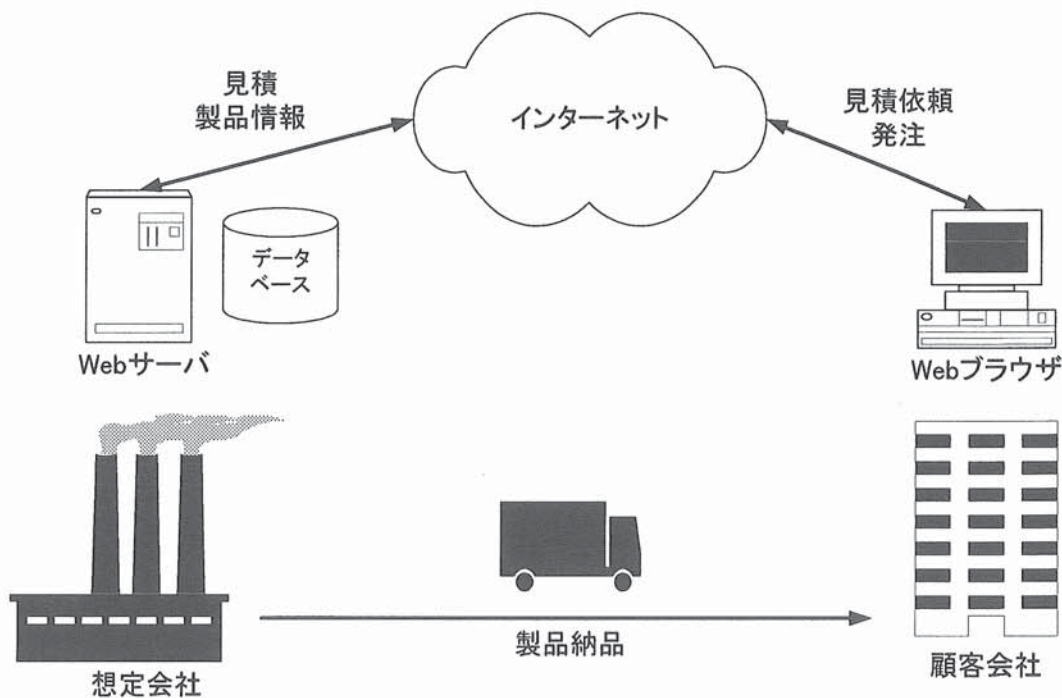 見積
製品情報
インターネット
見積依頼
発注
データ
ベース
Webサーバ
Webブラウザ
製品納品
想定会社
顧客会社